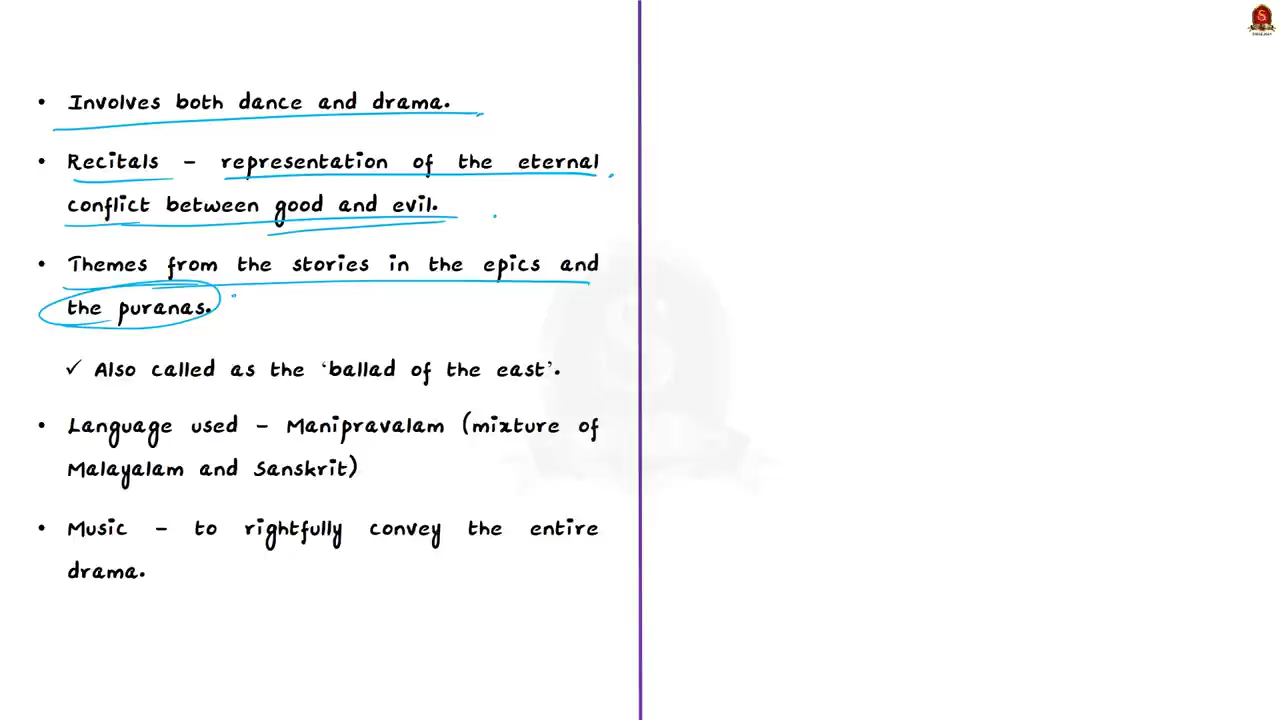 • Involves both dance and drama.
• Recitals – representation of the eternal
conflict between good and evil.
• Themes from the stories in the epics and
the puranas.
✓ Also called as the ‘ballad of the east’.
• Language used – Manipravalam (mixture of
Malayalam and Sanskrit)
• Music – to rightfully convey the entire
drama.